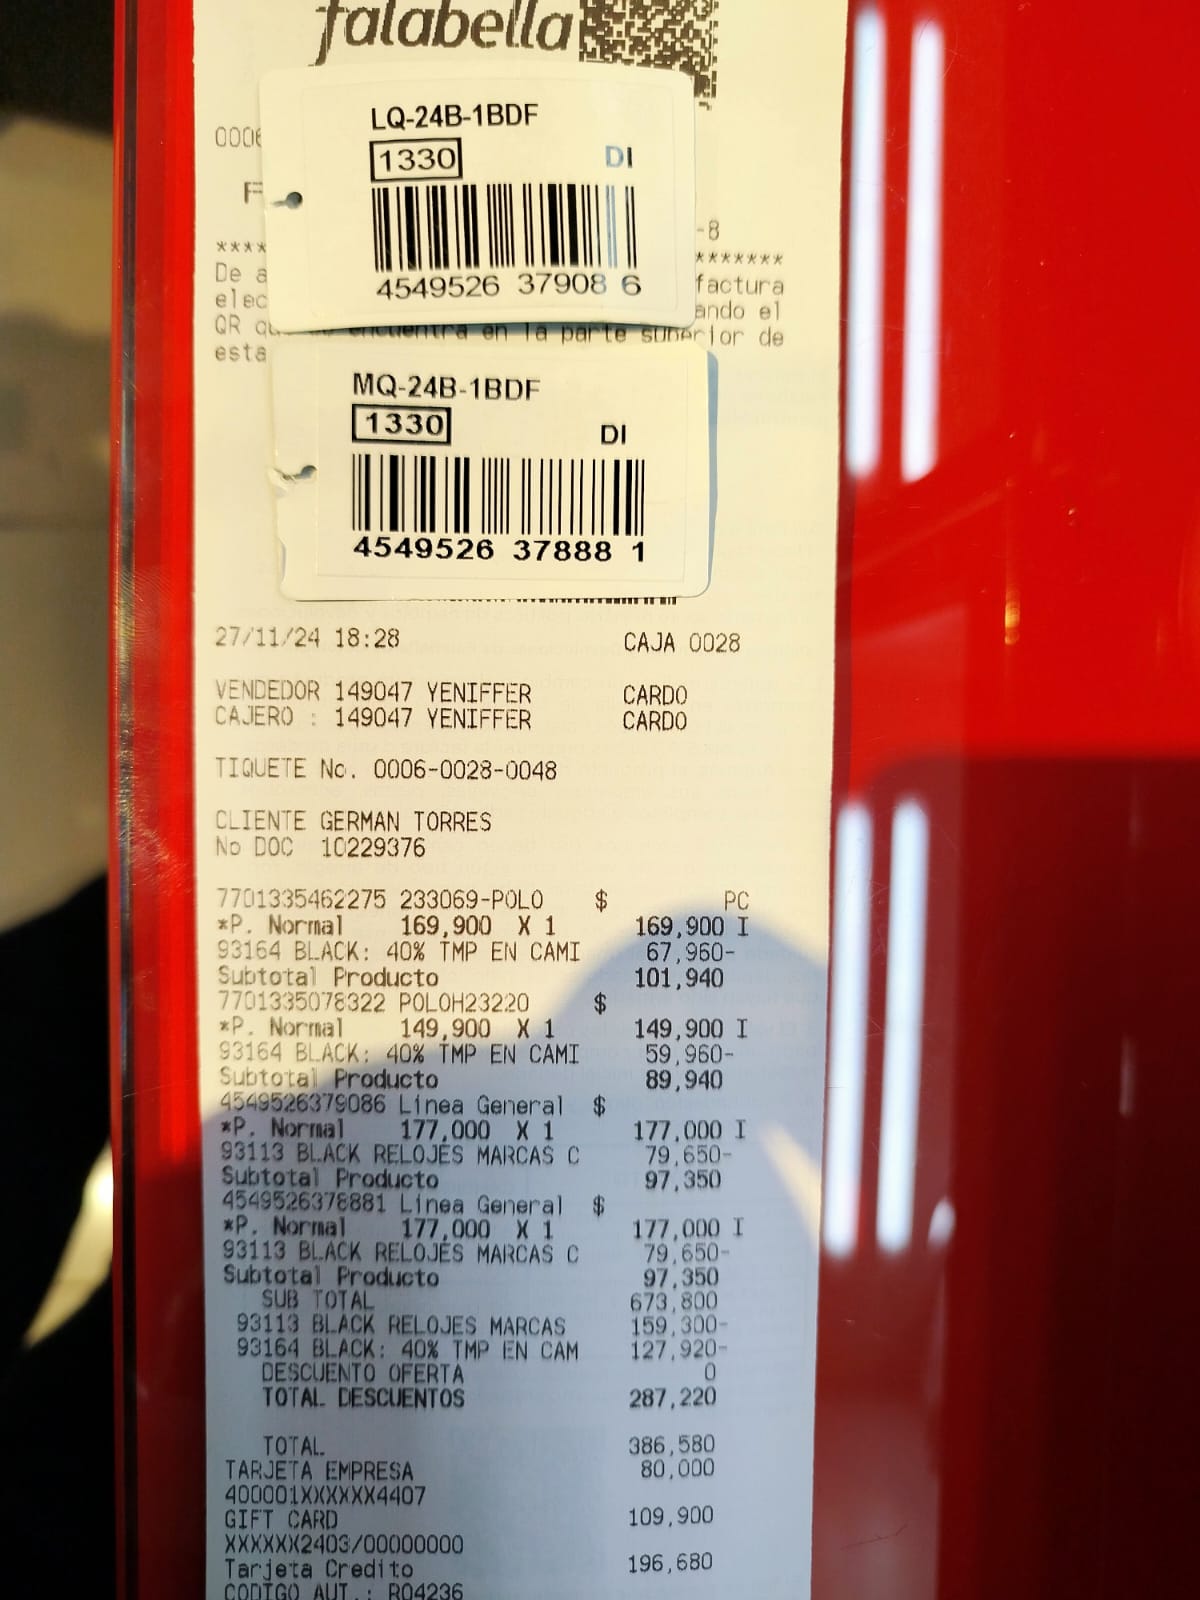 falabella
LQ-24B-1BDF
0006
1330 DI
F
-8
4549526 37908 6
**** *******
De a factura
elec ando el
QR encuentra en la parte superior de
esta
MQ-24B-1BDF
1330 DI
4549526 37888 1
27/11/24 18:28 CAJA 0028
VENDEDOR 149047 YENIFFER CARDO
CAJERO : 149047 YENIFFER CARDO
TIQUETE No. 0006-0028-0048
CLIENTE GERMAN TORRES
No DOC 10229376
7701335462275 233069-POLO $ PC
*P. Normal 169,900 X 1 169,900 I
93164 BLACK: 40% TMP EN CAMI 67,960-
Subtotal Producto 101,940
7701335078322 POLOH23220 $
*P. Normal 149,900 X 1 149,900 I
93164 BLACK: 40% TMP EN CAMI 59,960-
Subtotal Producto 89,940
4549526379086 Linea General $
*P. Normal 177,000 X 1 177,000 I
93113 BLACK RELOJES MARCAS C 79,650-
Subtotal Producto 97,350
4549526378881 Linea General $
*P. Normal 177,000 X 1 177,000 I
93113 BLACK RELOJES MARCAS C 79,650-
Subtotal Producto 97,350
SUB TOTAL 673,800
93113 BLACK RELOJES MARCAS 159,300-
93164 BLACK: 40% TMP EN CAM 127,920-
DESCUENTO OFERTA 0
TOTAL DESCUENTOS 287,220
TOTAL 386,580
TARJETA EMPRESA 80,000
400001XXXXXX4407
GIFT CARD 109,900
XXXXXX2403/00000000
Tarjeta Credito 196,680
CODIGO AUT.: R04236